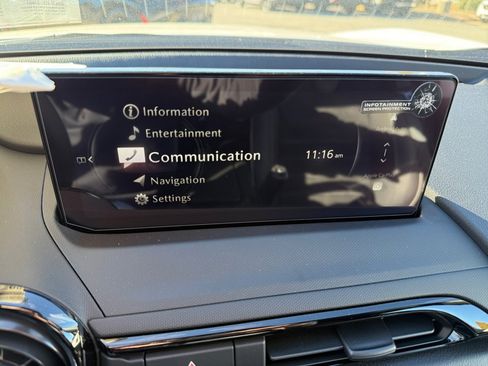 Information
Entertainment
Communication
11:16 am
Navigation
Settings
INFOTAINMENT
SCREEN PROTECTION